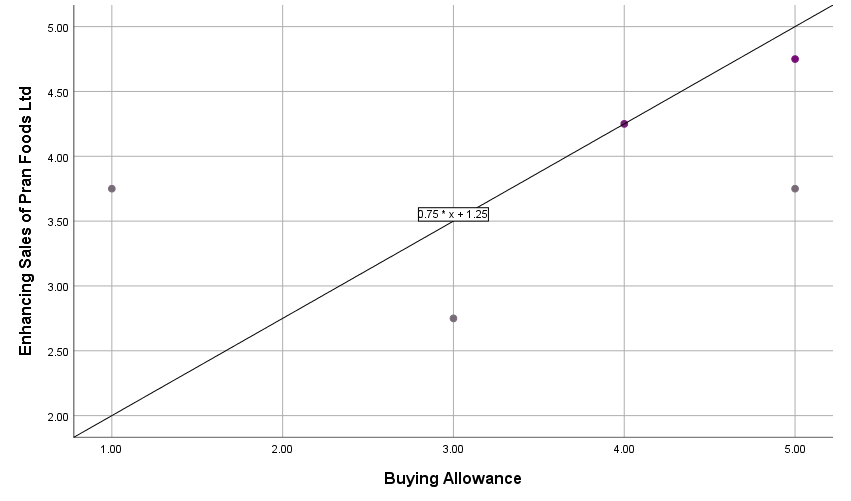 Enhancing Sales of Pran Foods Ltd
5.00
4.50
4.00
3.50
3.00
2.50
2.00
0.75 * x + 1.25
1.00 2.00 3.00 4.00 5.00
Buying Allowance